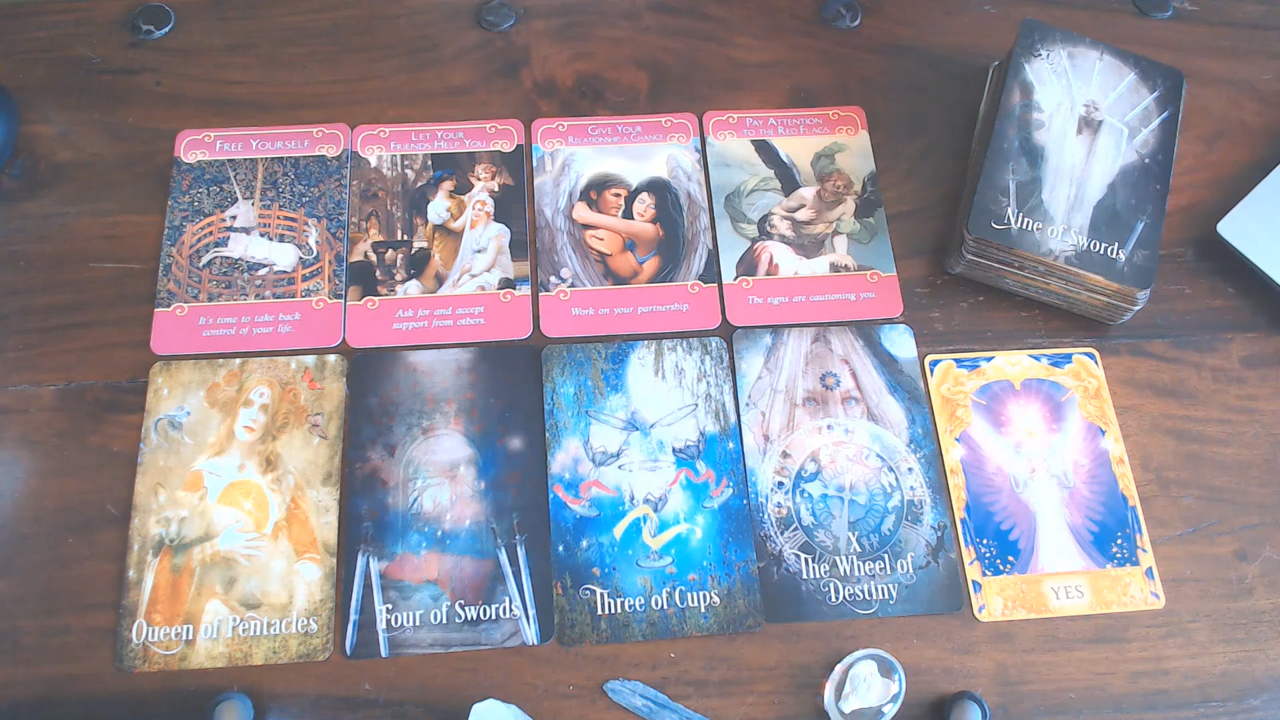 FREE YOURSELF
It's time to take back
control of your life.
LET YOUR
FRIENDS HELP YOU
Ask for and accept
support from others.
GIVE YOUR
RELATIONSHIP A CHANCE
Work on your partnership.
PAY ATTENTION
TO THE RED FLAGS
The signs are cautioning you.
Nine of Swords
Queen of Pentacles
Four of Swords
Three of Cups
X
The Wheel of
Destiny
YES